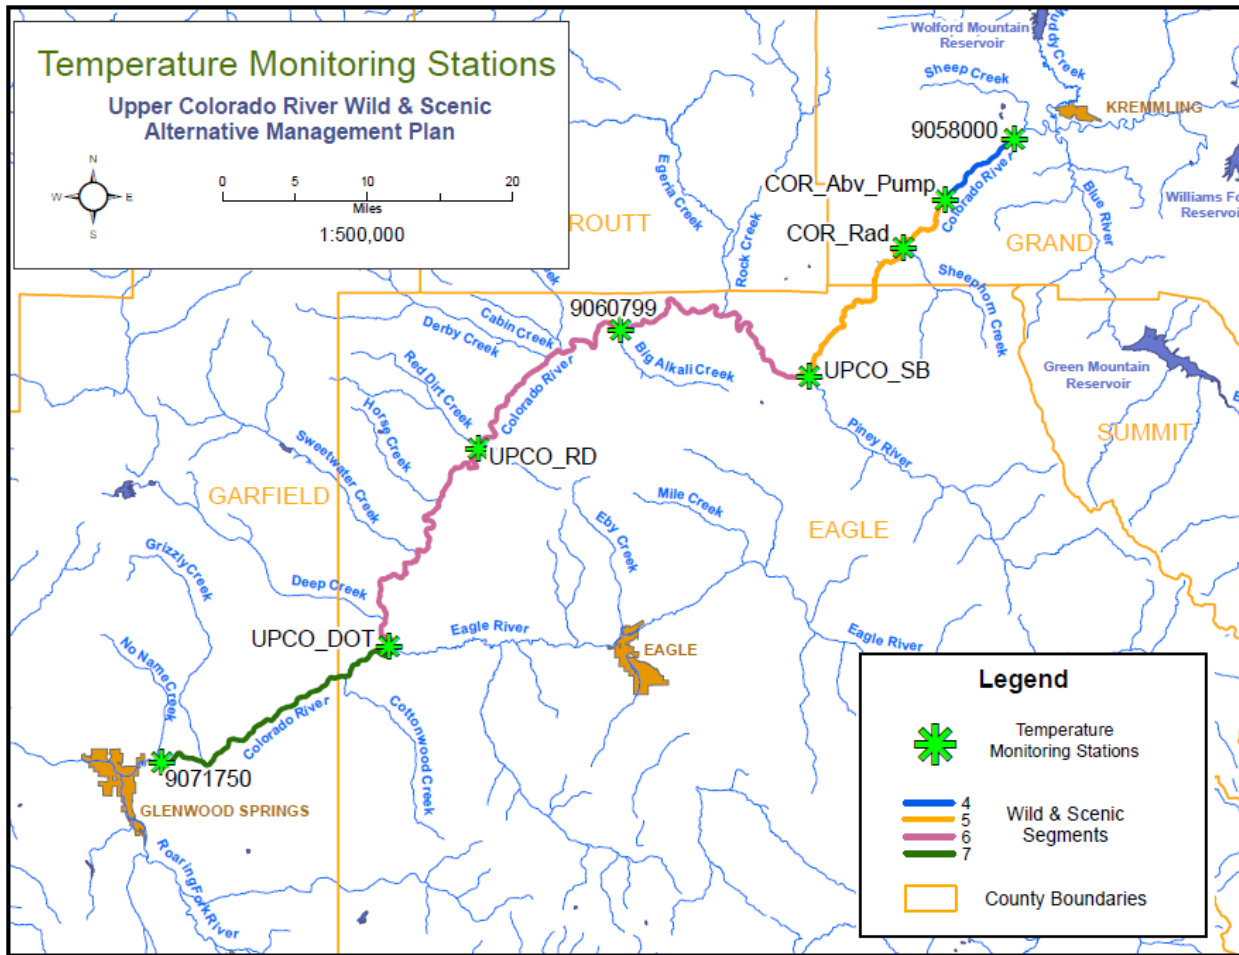 Temperature Monitoring Stations
Upper Colorado River Wild & Scenic
Alternative Management Plan
N
W
E
S
0
5
10
20
Miles
1:500,000
Wolford Mountain
Reservoir
Muddy Creek
Sheep Creek
KREMMLING
9058000
COR_Abv_Pump
Colorado River
Blue River
Williams Fo
Reservoir
Egeria Creek
ROUTT
COR_Rad
GRAND
Rock Creek
Sheephorn Creek
eek
9060799
Cabin Creek
Derby Creek
Big Alkali Creek
UPCO_SB
Green Mountain
Reservoir
Red Dirt Creek
Colorado River
Horse Creek
SUMMIT
Piney River
Sweetwater Creek
UPCO_RD
GARFIELD
Mile Creek
EAGLE
Eby Creek
Grizzly Creek
Deep Creek
UPCO_DOT
Eagle River
EAGLE
Eagle River
No Name Creek
Colorado River
Cottonwood Creek
9071750
GLENWOOD SPRINGS
Roaring Fork River
Legend
Temperature
Monitoring Stations
4
5
6
7
Wild & Scenic
Segments
County Boundaries